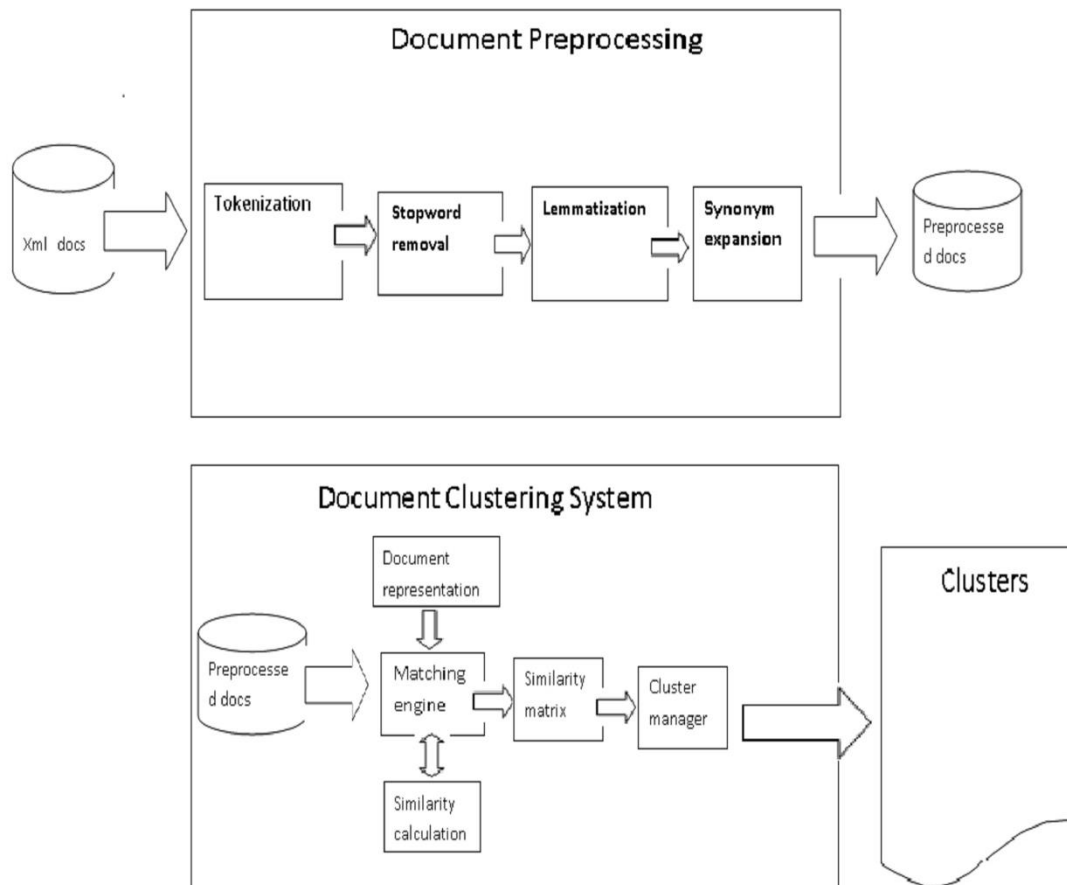 Document Preprocessing
Xml docs
Tokenization
Stopword
removal
Lemmatization
Synonym
expansion
Preprocesse
d docs
Document Clustering System
Document
representation
Preprocesse
d docs
Matching
engine
Similarity
matrix
Cluster
manager
Similarity
calculation
Clusters